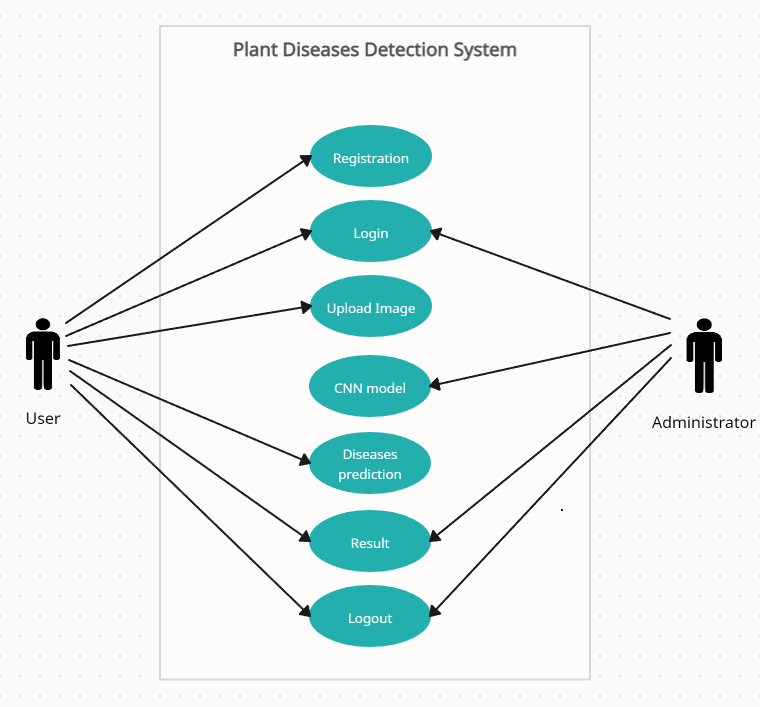 Plant Diseases Detection System
Registration
Login
Upload Image
CNN model
Diseases
prediction
Result
Logout
User
Administrator